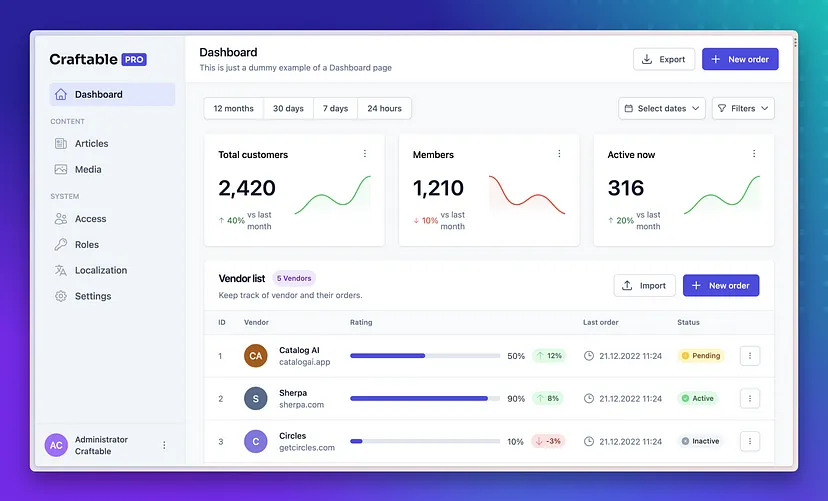 Craftable PRO
Dashboard
CONTENT
Articles
Media
SYSTEM
Access
Roles
Localization
Settings
AC
Administrator
Craftable
Dashboard
This is just a dummy example of a Dashboard page
Export
New order
12 months
30 days
7 days
24 hours
Select dates
Filters
Total customers
2,420
40% vs last
month
Members
1,210
10% vs last
month
Active now
316
20% vs last
month
Vendor list 5 Vendors
Keep track of vendor and their orders.
Import
New order
ID Vendor Rating Last order Status
1 CA Catalog AI
catalogai.app
50% 12% 21.12.2022 11:24 Pending
2 S Sherpa
sherpa.com
90% 8% 21.12.2022 11:24 Active
3 C Circles
getcircles.com
10% -3% 21.12.2022 11:24 Inactive